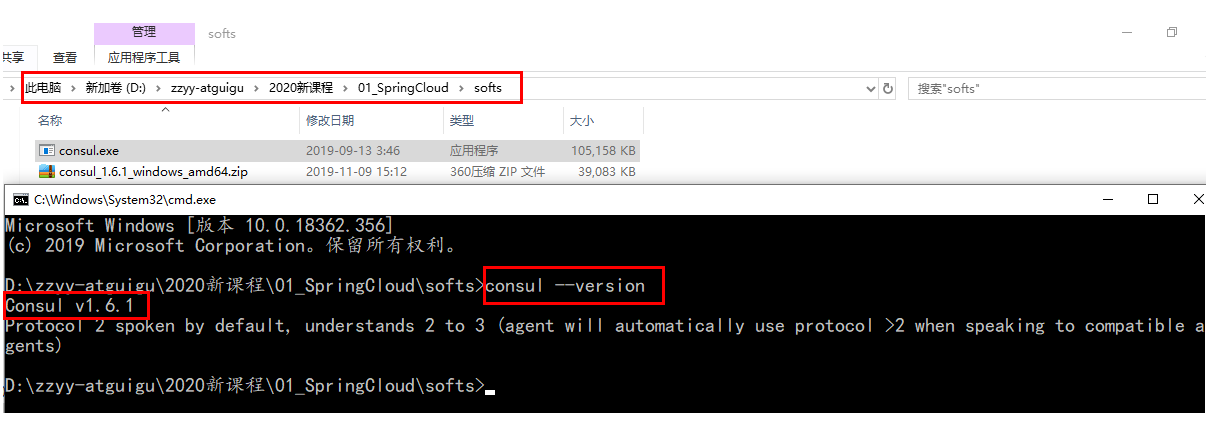 管理
softs
共享
查看
应用程序工具
此电脑 新加卷 (D:) zzyy-atguigu 2020新课程 01_SpringCloud softs
搜索"softs"
名称 修改日期 类型 大小
consul.exe 2019-09-13 3:46 应用程序 105,158 KB
consul_1.6.1_windows_amd64.zip 2019-11-09 15:12 360压缩 ZIP 文件 39,083 KB
C:\Windows\System32\cmd.exe
Microsoft Windows [版本 10.0.18362.356]
(c) 2019 Microsoft Corporation。保留所有权利。
D:\zzyy-atguigu\2020新课程\01_SpringCloud\softs>consul --version
Consul v1.6.1
Protocol 2 spoken by default, understands 2 to 3 (agent will automatically use protocol >2 when speaking to compatible a
gents)
D:\zzyy-atguigu\2020新课程\01_SpringCloud\softs>